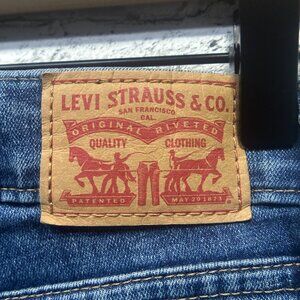 LEVI STRAUSS & CO.
SAN FRANCISCO
CAL.
ORIGINAL RIVETED
QUALITY CLOTHING
PATENTED MAY 20 1873